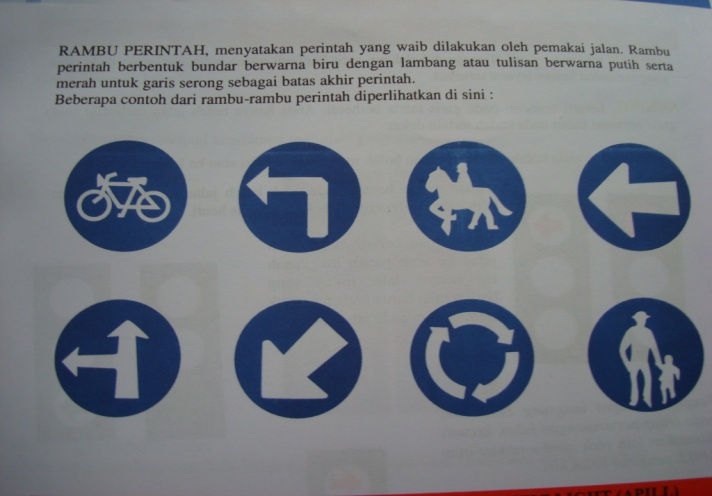 RAMBU PERINTAH, menyatakan perintah yang waib dilakukan oleh pemakai jalan. Rambu
perintah berbentuk bundar berwarna biru dengan lambang atau tulisan berwarna putih serta
merah untuk garis serong sebagai batas akhir perintah.
Beberapa contoh dari rambu-rambu perintah diperlihatkan di sini :
(APILL)